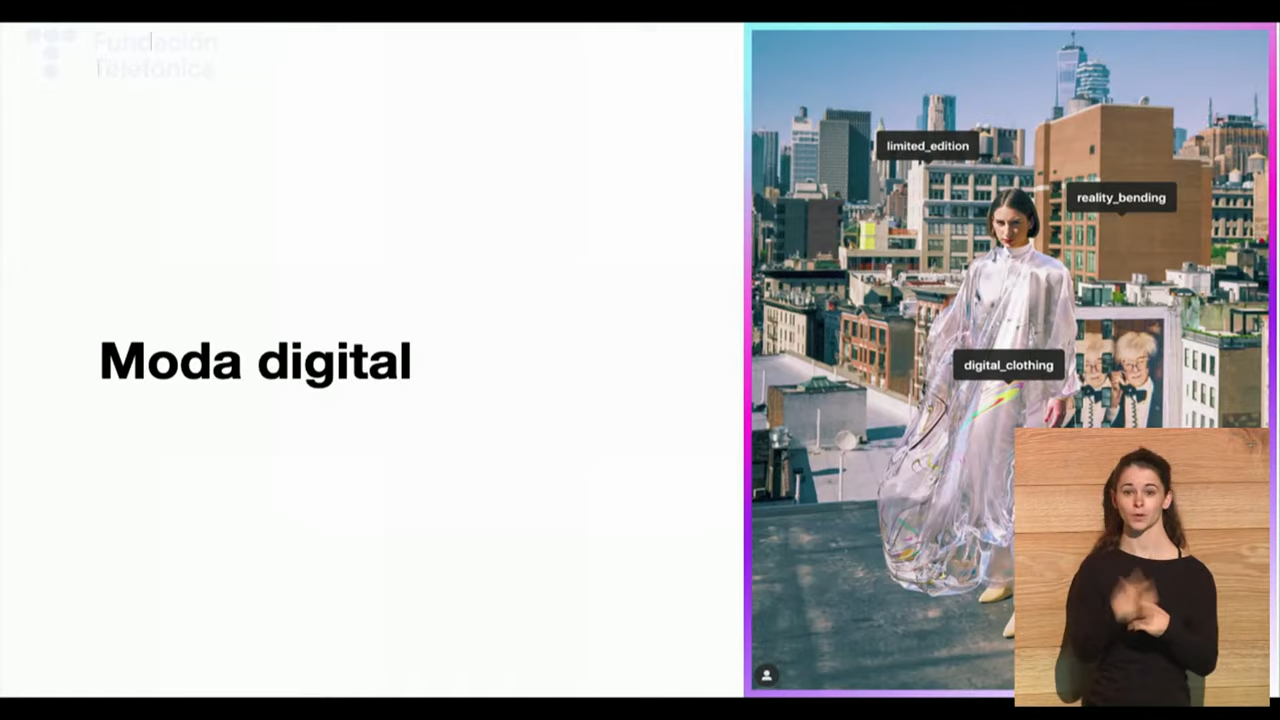 Fundación
Telefónica
Moda digital
limited_edition
reality_bending
digital_clothing